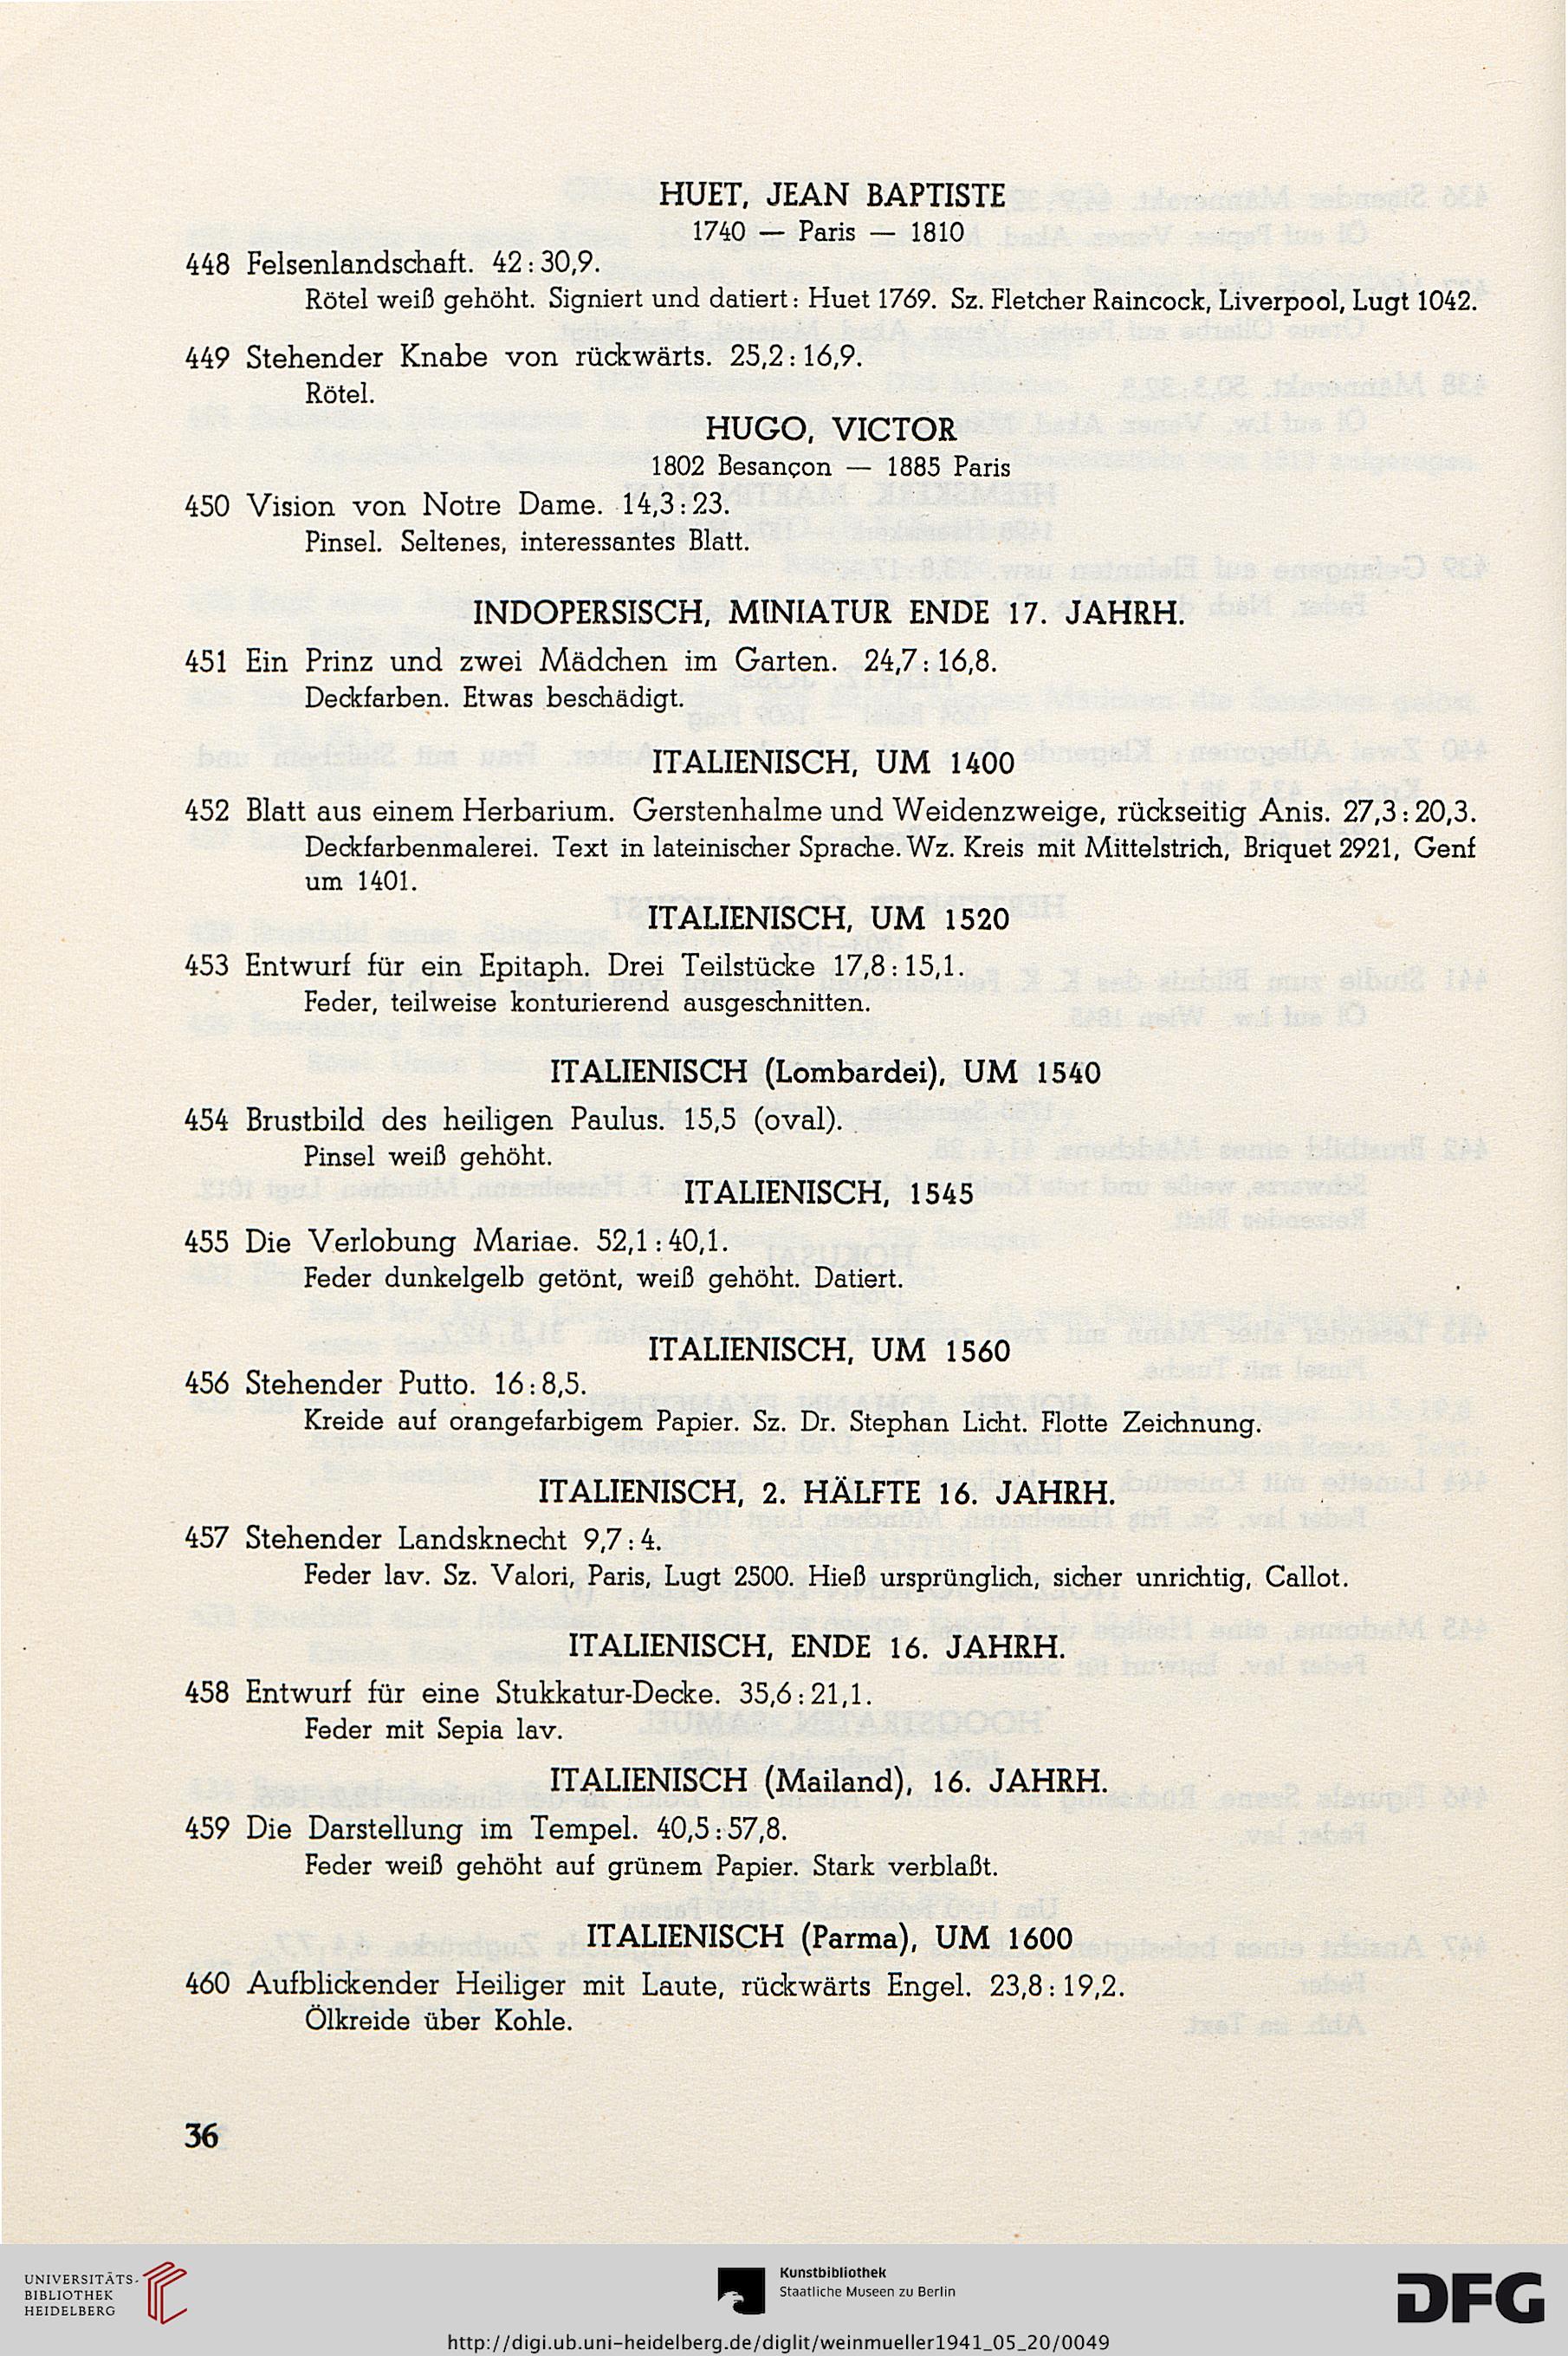 HUET, JEAN BAPTISTE
1740 — Paris — 1810
448 Felsenlandschaft. 42:30,9.
Rötel weiß gehöht. Signiert und datiert: Huet 1769. Sz. Fletcher Raincock, Liverpool, Lugt 1042.
449 Stehender Knabe von rückwärts. 25,2:16,9.
Rötel.
HUGO, VICTOR
1802 Besançon — 1885 Paris
450 Vision von Notre Dame. 14,3:23.
Pinsel. Seltenes, interessantes Blatt.
INDOPERSISCH, MINIATUR ENDE 17. JAHRH.
451 Ein Prinz und zwei Mädchen im Garten. 24,7:16,8.
Deckfarben. Etwas beschädigt.
ITALIENISCH, UM 1400
452 Blatt aus einem Herbarium. Gerstenhalme und Weidenzweige, rückseitig Anis. 27,3:20,3.
Deckfarbenmalerei. Text in lateinischer Sprache. Wz. Kreis mit Mittelstrich, Briquet 2921, Genf
um 1401.
ITALIENISCH, UM 1520
453 Entwurf für ein Epitaph. Drei Teilstücke 17,8:15,1.
Feder, teilweise konturierend ausgeschnitten.
ITALIENISCH (Lombardei), UM 1540
454 Brustbild des heiligen Paulus. 15,5 (oval).
Pinsel weiß gehöht.
ITALIENISCH, 1545
455 Die Verlobung Mariae. 52,1:40,1.
Feder dunkelgelb getönt, weiß gehöht. Datiert.
ITALIENISCH, UM 1560
456 Stehender Putto. 16:8,5.
Kreide auf orangefarbigem Papier. Sz. Dr. Stephan Licht. Flotte Zeichnung.
ITALIENISCH, 2. HÄLFTE 16. JAHRH.
457 Stehender Landsknecht 9,7:4.
Feder lav. Sz. Valori, Paris, Lugt 2500. Hieß ursprünglich, sicher unrichtig, Callot.
ITALIENISCH, ENDE 16. JAHRH.
458 Entwurf für eine Stukkatur-Decke. 35,6:21,1.
Feder mit Sepia lav.
ITALIENISCH (Mailand), 16. JAHRH.
459 Die Darstellung im Tempel. 40,5:57,8.
Feder weiß gehöht auf grünem Papier. Stark verblaßt.
ITALIENISCH (Parma), UM 1600
460 Aufblickender Heiliger mit Laute, rückwärts Engel. 23,8:19,2.
Ölkreide über Kohle.
36
UNIVERSITÄTS-
BIBLIOTHEK
HEIDELBERG
Kunstbibliothek
Staatliche Museen zu Berlin
DFG
http://digi.ub.uni-heidelberg.de/diglit/weinmueller1941_05_20/0049